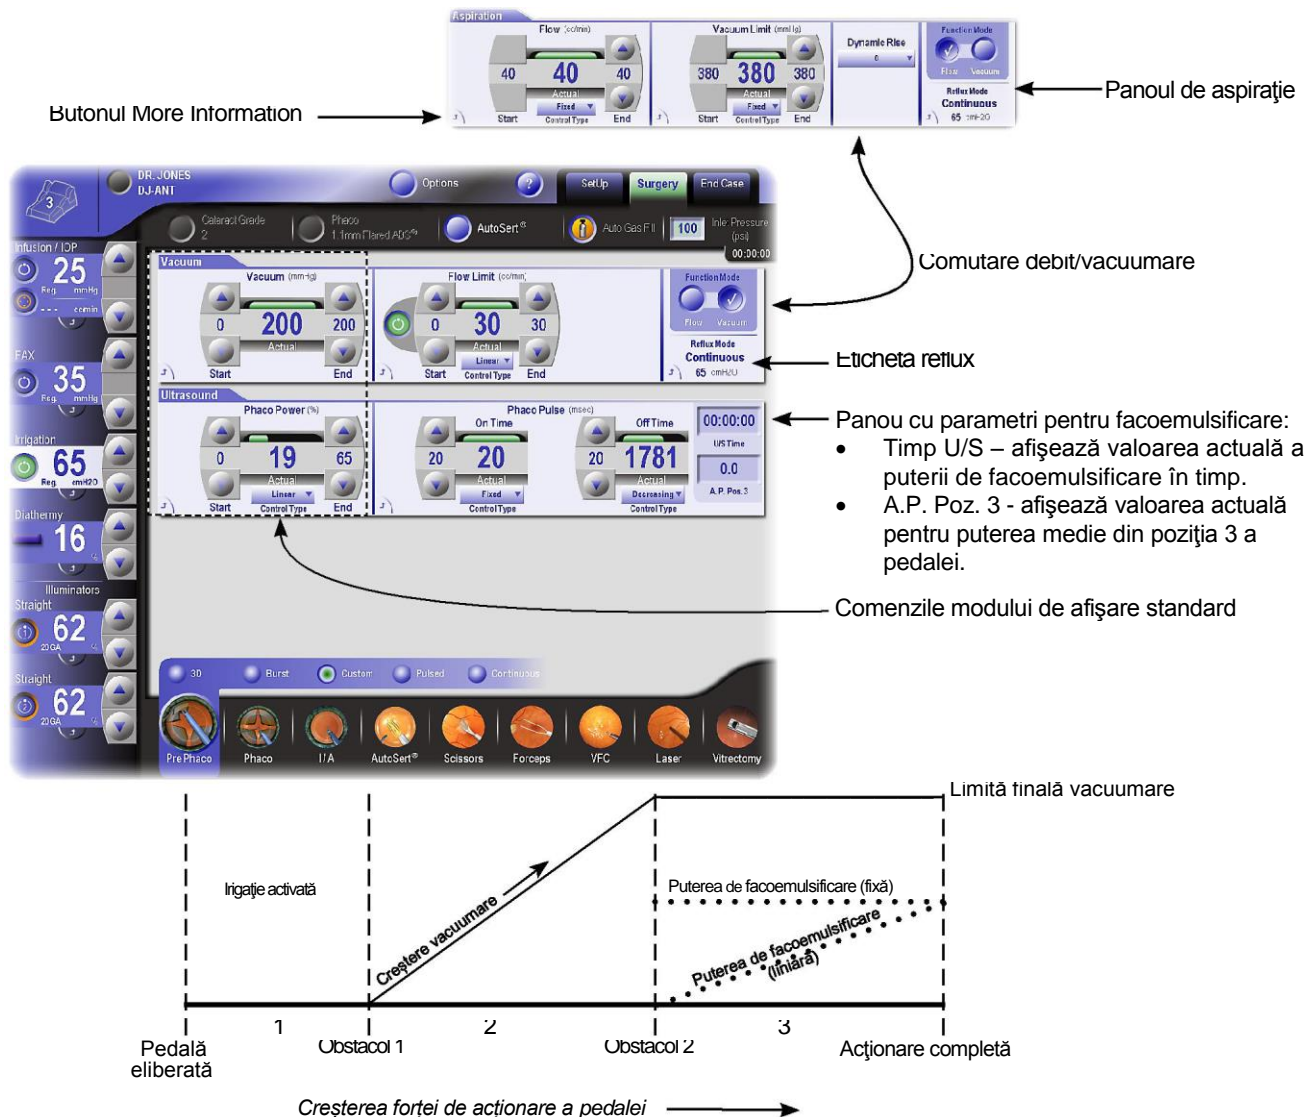 Aspiration
Flow (cc/min)
40 40 40
Actual
Fixed
Start Control Type End
Vacuum Limit (mmHg)
380 380 380
Actual
Fixed
Start Control Type End
Dynamic Rise
0
Function Mode
Flow Vacuum
Reflux Mode
Continuous
65 cmH2O
Butonul More Information
Panoul de aspiraţie
3
DR. JONES
DJ-ANT
Options
?
SetUp
Surgery
End Case
Cataract Grade
2
Phaco
1.1mm Flared ABS®
AutoSert®
Auto Gas Fill
100
Inlet Pressure
(psi)
00:00:00
Infusion / IOP
25
Reg. mmHg
--- cc/min
FAX
35
Reg. mmHg
Irrigation
65
Reg. cmH2O
Diathermy
16
%
Illuminators
Straight
62
20GA %
Straight
62
20GA %
Vacuum
Vacuum (mmHg)
0 200 200
Actual
Start End
Flow Limit (cc/min)
0 30 30
Actual
Linear
Start Control Type End
Function Mode
Flow Vacuum
Reflux Mode
Continuous
65 cmH2O
Ultrasound
Phaco Power (%)
0 19 65
Actual
Linear
Start Control Type End
Phaco Pulse (msec)
On Time
20 20
Actual
Fixed
Control Type
Off Time
20 1781
Actual
Decreasing
Control Type
00:00:00
U/S Time
0.0
A.P. Pos. 3
3D
Burst
Custom
Pulsed
Continuous
Pre Phaco
Phaco
I / A
AutoSert®
Scissors
Forceps
VFC
Laser
Vitrectomy
Comutare debit/vacuumare
Etichetă reflux
Panou cu parametri pentru facoemulsificare:
• Timp U/S – afişează valoarea actuală a
puterii de facoemulsificare în timp.
• A.P. Poz. 3 - afişează valoarea actuală
pentru puterea medie din poziţia 3 a
pedalei.
Comenzile modului de afişare standard
Limită finală vacuumare
Irigaţie activată
Creştere vacuumare
Puterea de facoemulsificare (fixă)
Puterea de facoemulsificare
(liniară)
1
2
3
Pedală
eliberată
Obstacol 1
Obstacol 2
Acţionare completă
Creşterea forţei de acţionare a pedalei